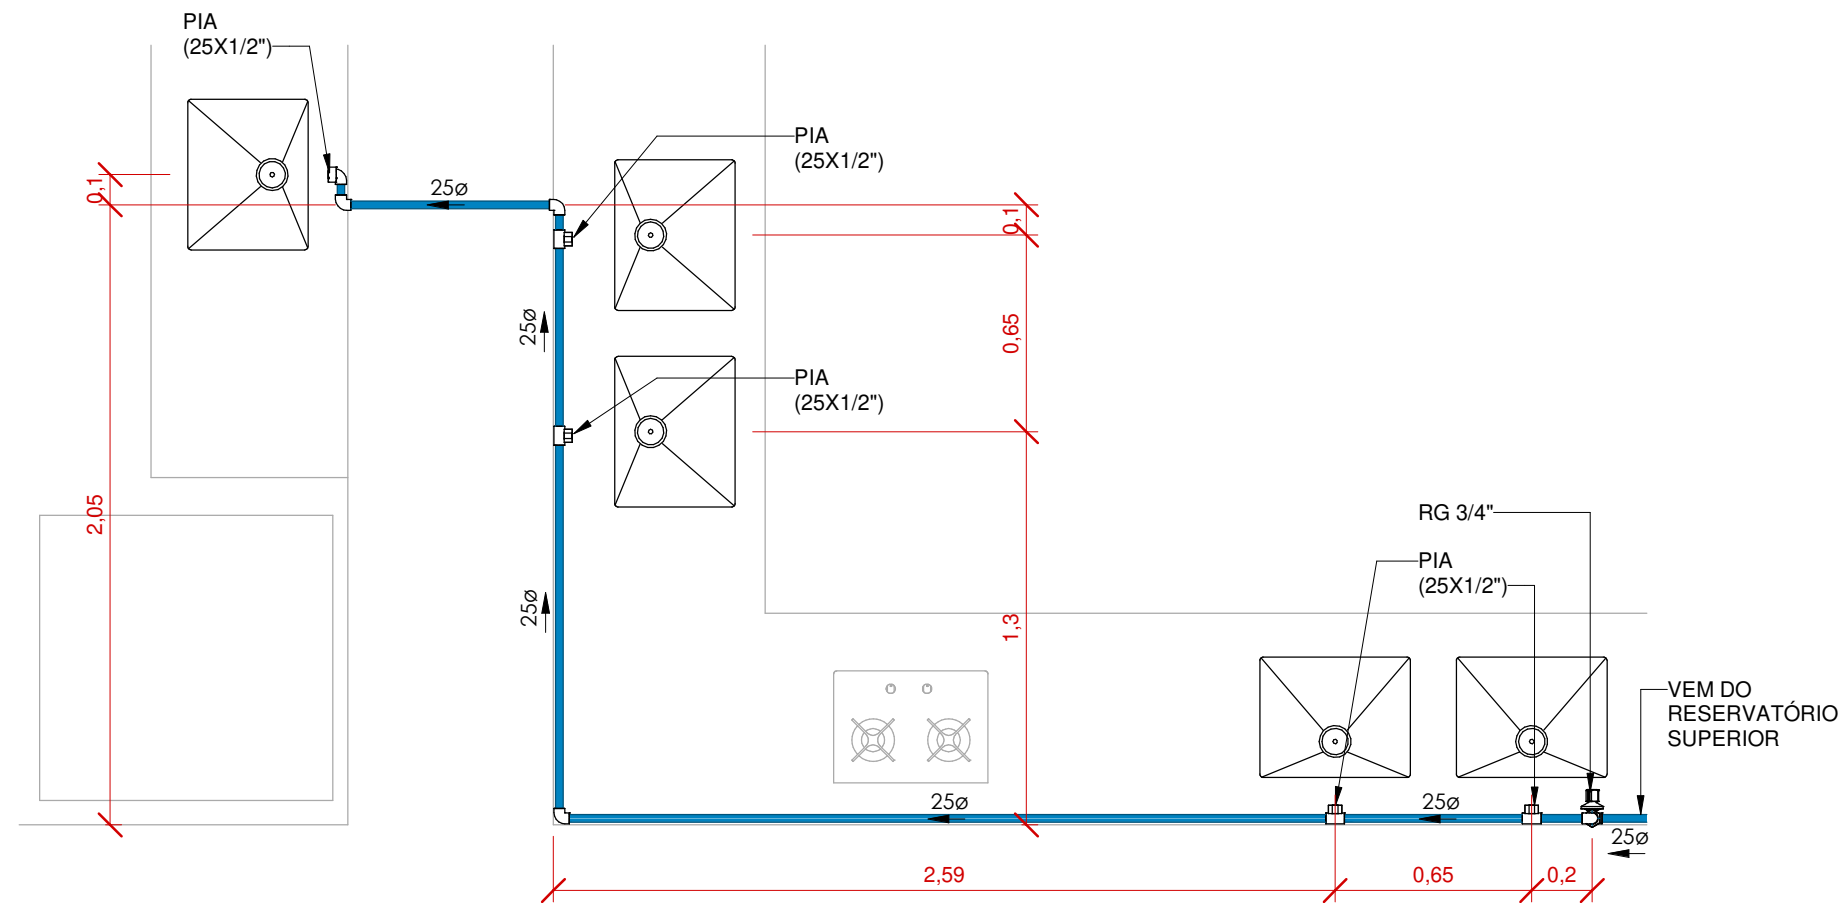 PIA
(25X1/2")
PIA
(25X1/2")
25ø
0,1
0,1
25ø
0,65
PIA
(25X1/2")
2,05
RG 3/4"
PIA
(25X1/2")
25ø
1,3
VEM DO
RESERVATÓRIO
SUPERIOR
25ø
25ø
25ø
2,59
0,65
0,2